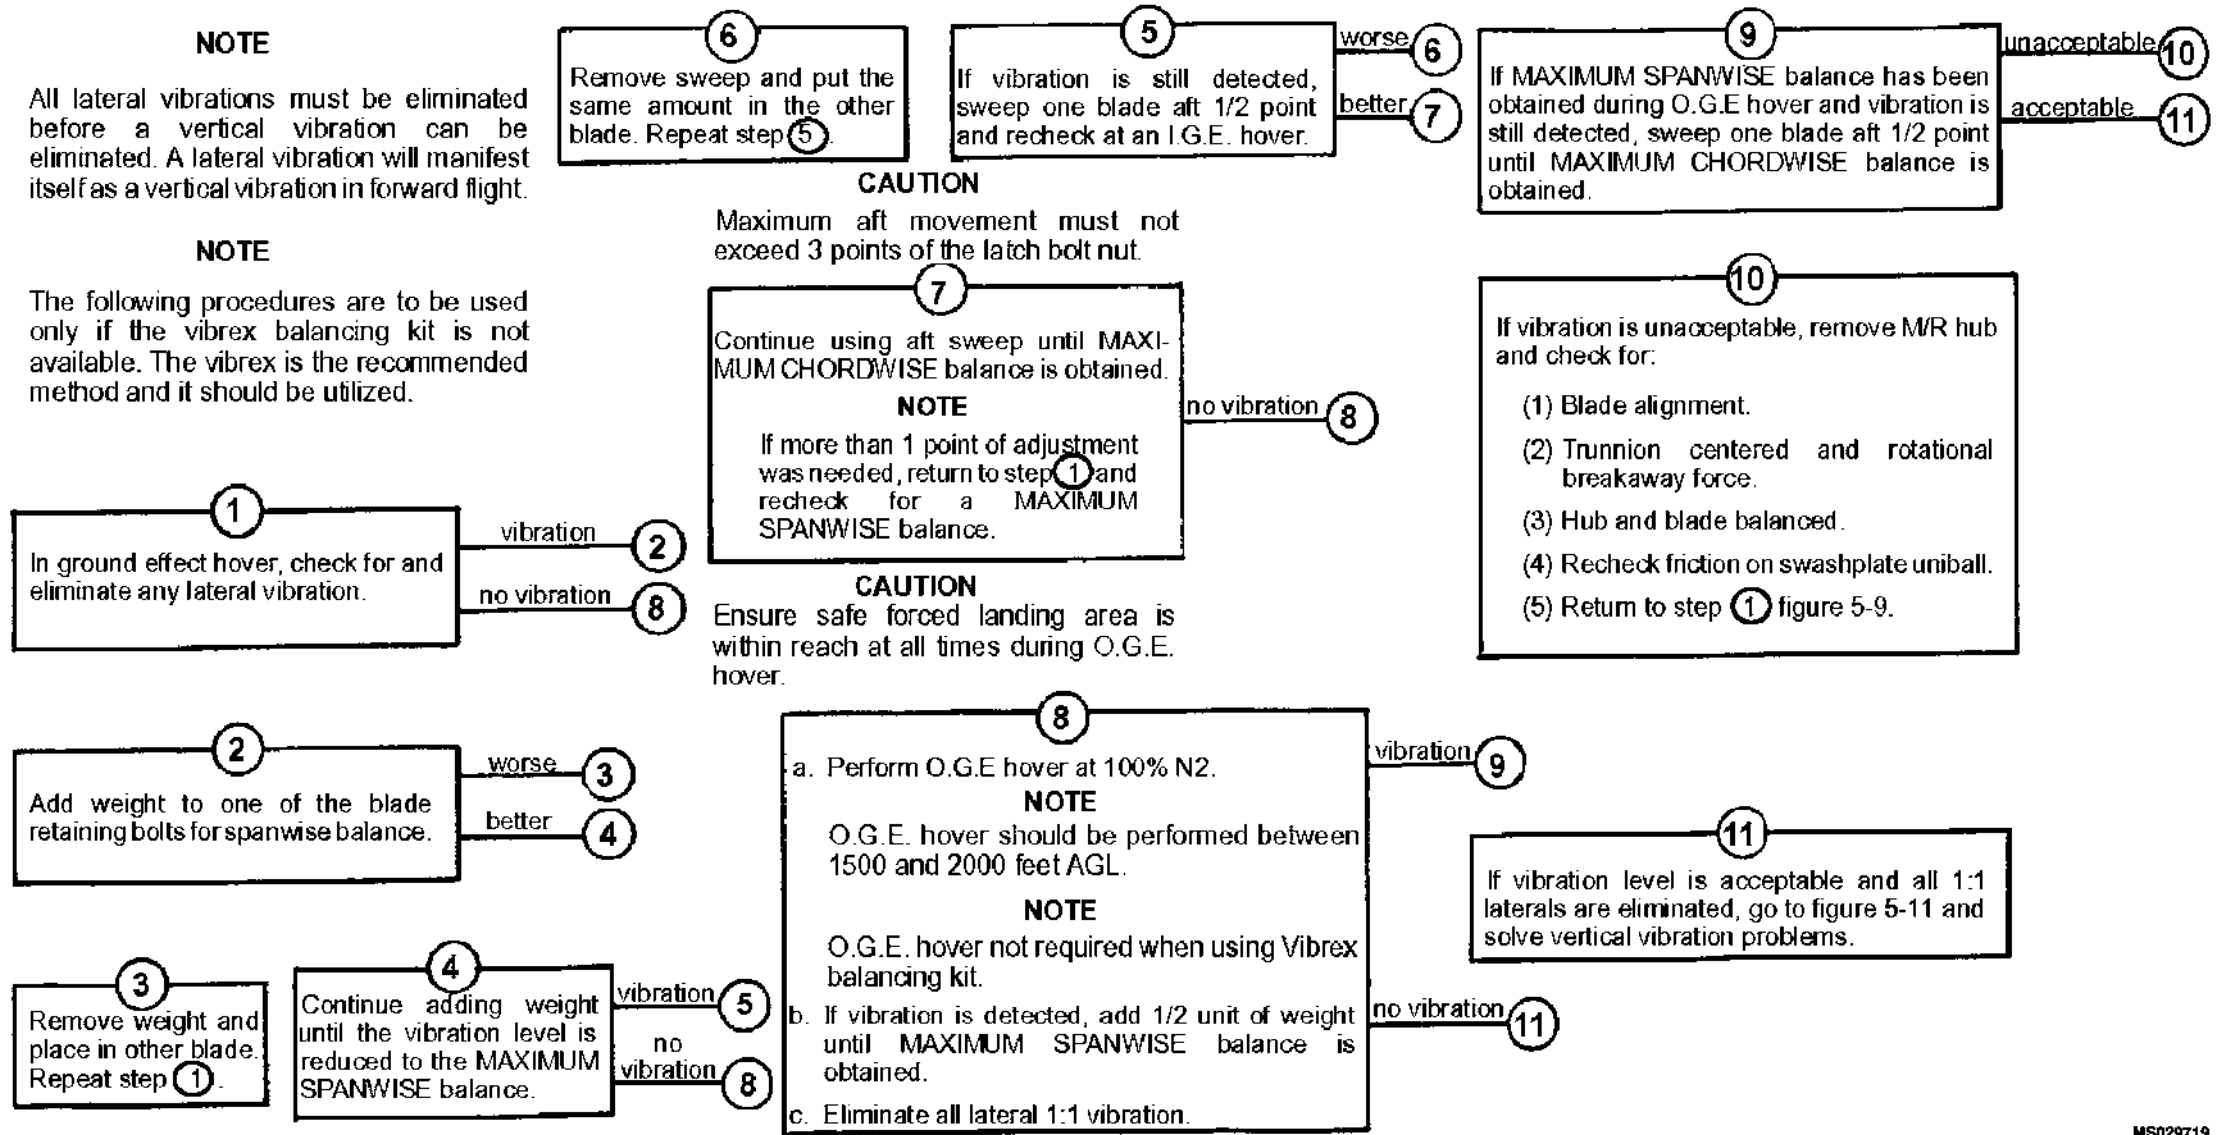 NOTE
All lateral vibrations must be eliminated
before a vertical vibration can be
eliminated. A lateral vibration will manifest
itself as a vertical vibration in forward flight.
NOTE
The following procedures are to be used
only if the vibrex balancing kit is not
available. The vibrex is the recommended
method and it should be utilized.
1
In ground effect hover, check for and
eliminate any lateral vibration.
vibration 2
no vibration 8
2
Add weight to one of the blade
retaining bolts for spanwise balance.
worse 3
better 4
3
Remove weight and
place in other blade.
Repeat step 1.
4
Continue adding weight
until the vibration level is
reduced to the MAXIMUM
SPANWISE balance.
vibration 5
no
vibration 8
5
If vibration is still detected,
sweep one blade aft 1/2 point
and recheck at an I.G.E. hover.
worse 6
better 7
6
Remove sweep and put the
same amount in the other
blade. Repeat step 5.
CAUTION
Maximum aft movement must not
exceed 3 points of the latch bolt nut.
7
Continue using aft sweep until MAXI-
MUM CHORDWISE balance is obtained.
NOTE
If more than 1 point of adjustment
was needed, return to step 1 and
recheck for a MAXIMUM
SPANWISE balance.
no vibration 8
CAUTION
Ensure safe forced landing area is
within reach at all times during O.G.E.
hover.
8
a. Perform O.G.E hover at 100% N2.
NOTE
O.G.E. hover should be performed between
1500 and 2000 feet AGL.
NOTE
O.G.E. hover not required when using Vibrex
balancing kit.
b. If vibration is detected, add 1/2 unit of weight
until MAXIMUM SPANWISE balance is
obtained.
c. Eliminate all lateral 1:1 vibration.
vibration 9
no vibration 11
9
If MAXIMUM SPANWISE balance has been
obtained during O.G.E hover and vibration is
still detected, sweep one blade aft 1/2 point
until MAXIMUM CHORDWISE balance is
obtained.
unacceptable 10
acceptable 11
10
If vibration is unacceptable, remove M/R hub
and check for:
(1) Blade alignment.
(2) Trunnion centered and rotational
breakaway force.
(3) Hub and blade balanced.
(4) Recheck friction on swashplate uniball.
(5) Return to step 1 figure 5-9.
11
If vibration level is acceptable and all 1:1
laterals are eliminated, go to figure 5-11 and
solve vertical vibration problems.
MS029719